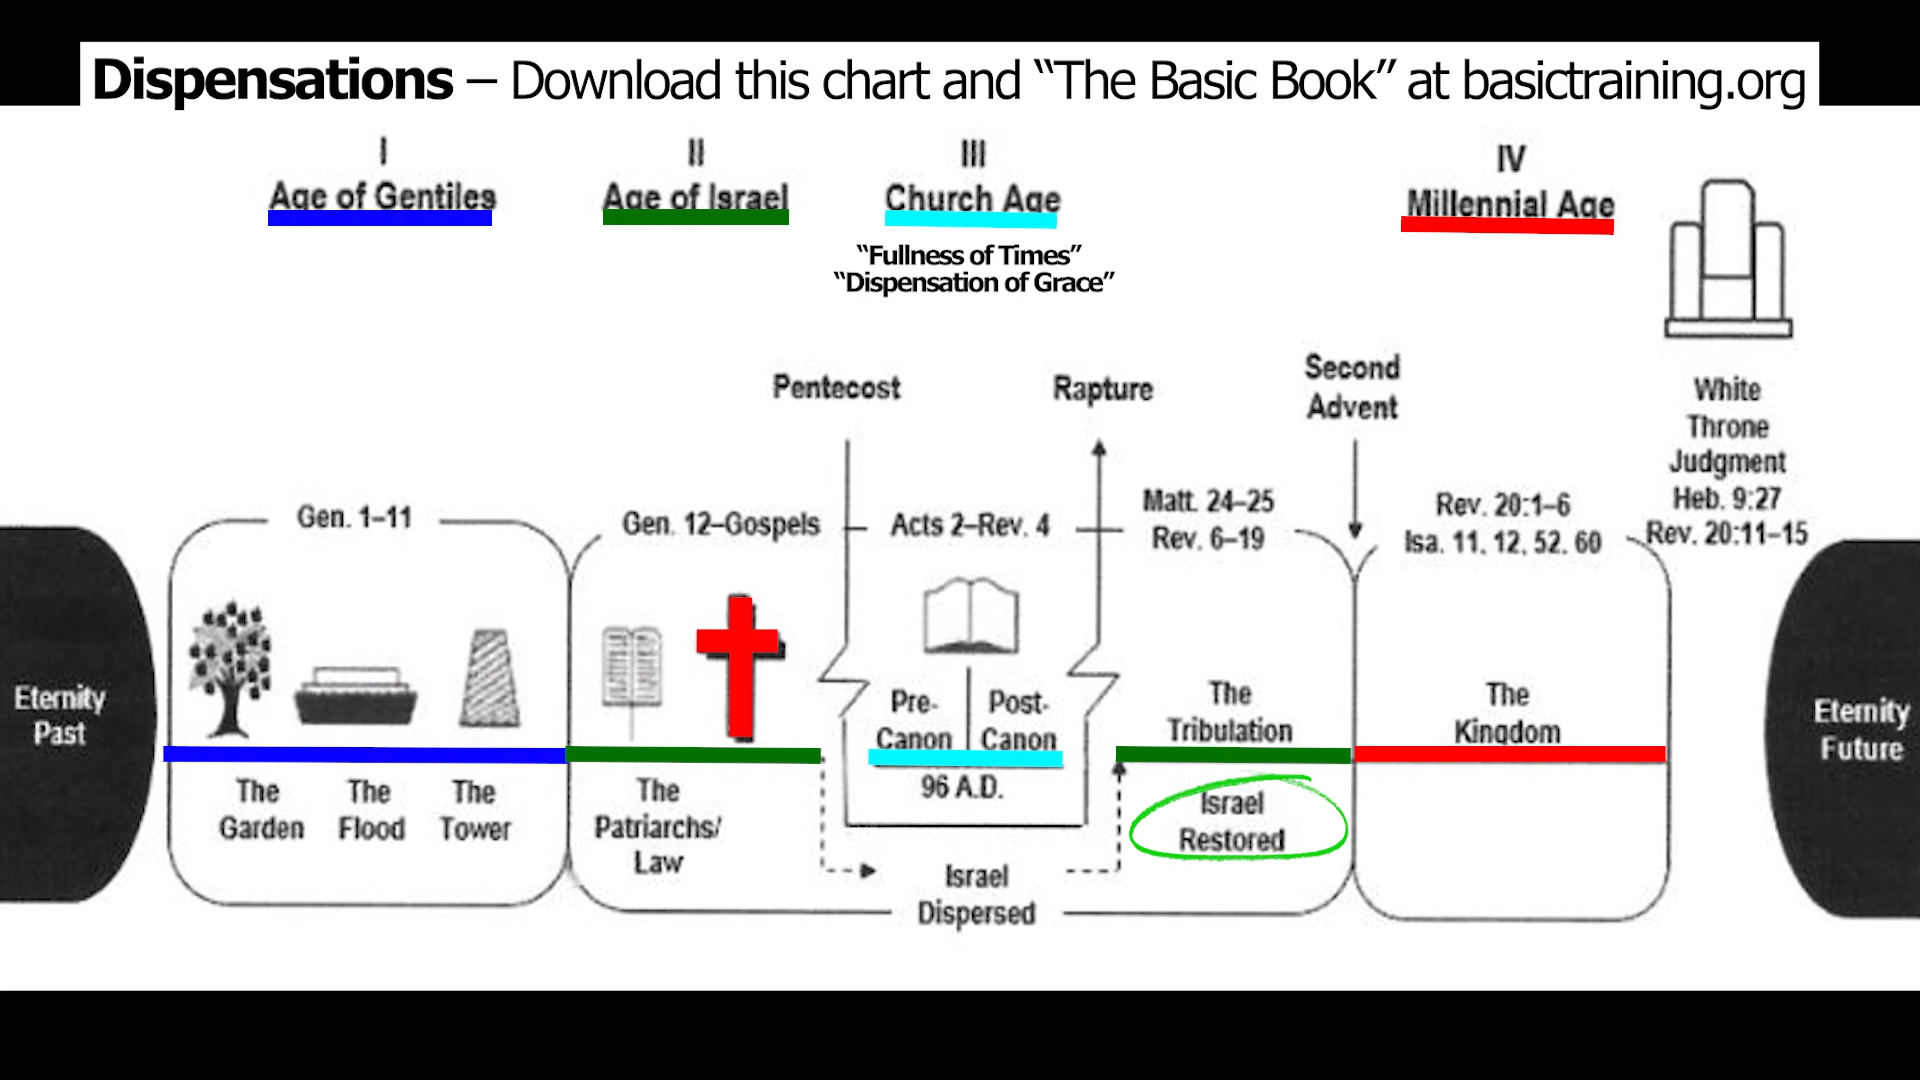 Dispensations – Download this chart and “The Basic Book” at basictraining.org
I
Age of Gentiles
II
Age of Israel
III
Church Age
“Fullness of Times”
“Dispensation of Grace”
IV
Millennial Age
Pentecost
Rapture
Second
Advent
White
Throne
Judgment
Heb. 9:27
Rev. 20:11–15
Gen. 1–11
Gen. 12–Gospels
Acts 2–Rev. 4
Matt. 24–25
Rev. 6–19
Rev. 20:1–6
Isa. 11, 12, 52, 60
Eternity
Past
The
Garden
The
Flood
The
Tower
The
Patriarchs/
Law
Pre-
Canon
Post-
Canon
96 A.D.
Israel
Dispersed
The
Tribulation
Israel
Restored
The
Kingdom
Eternity
Future